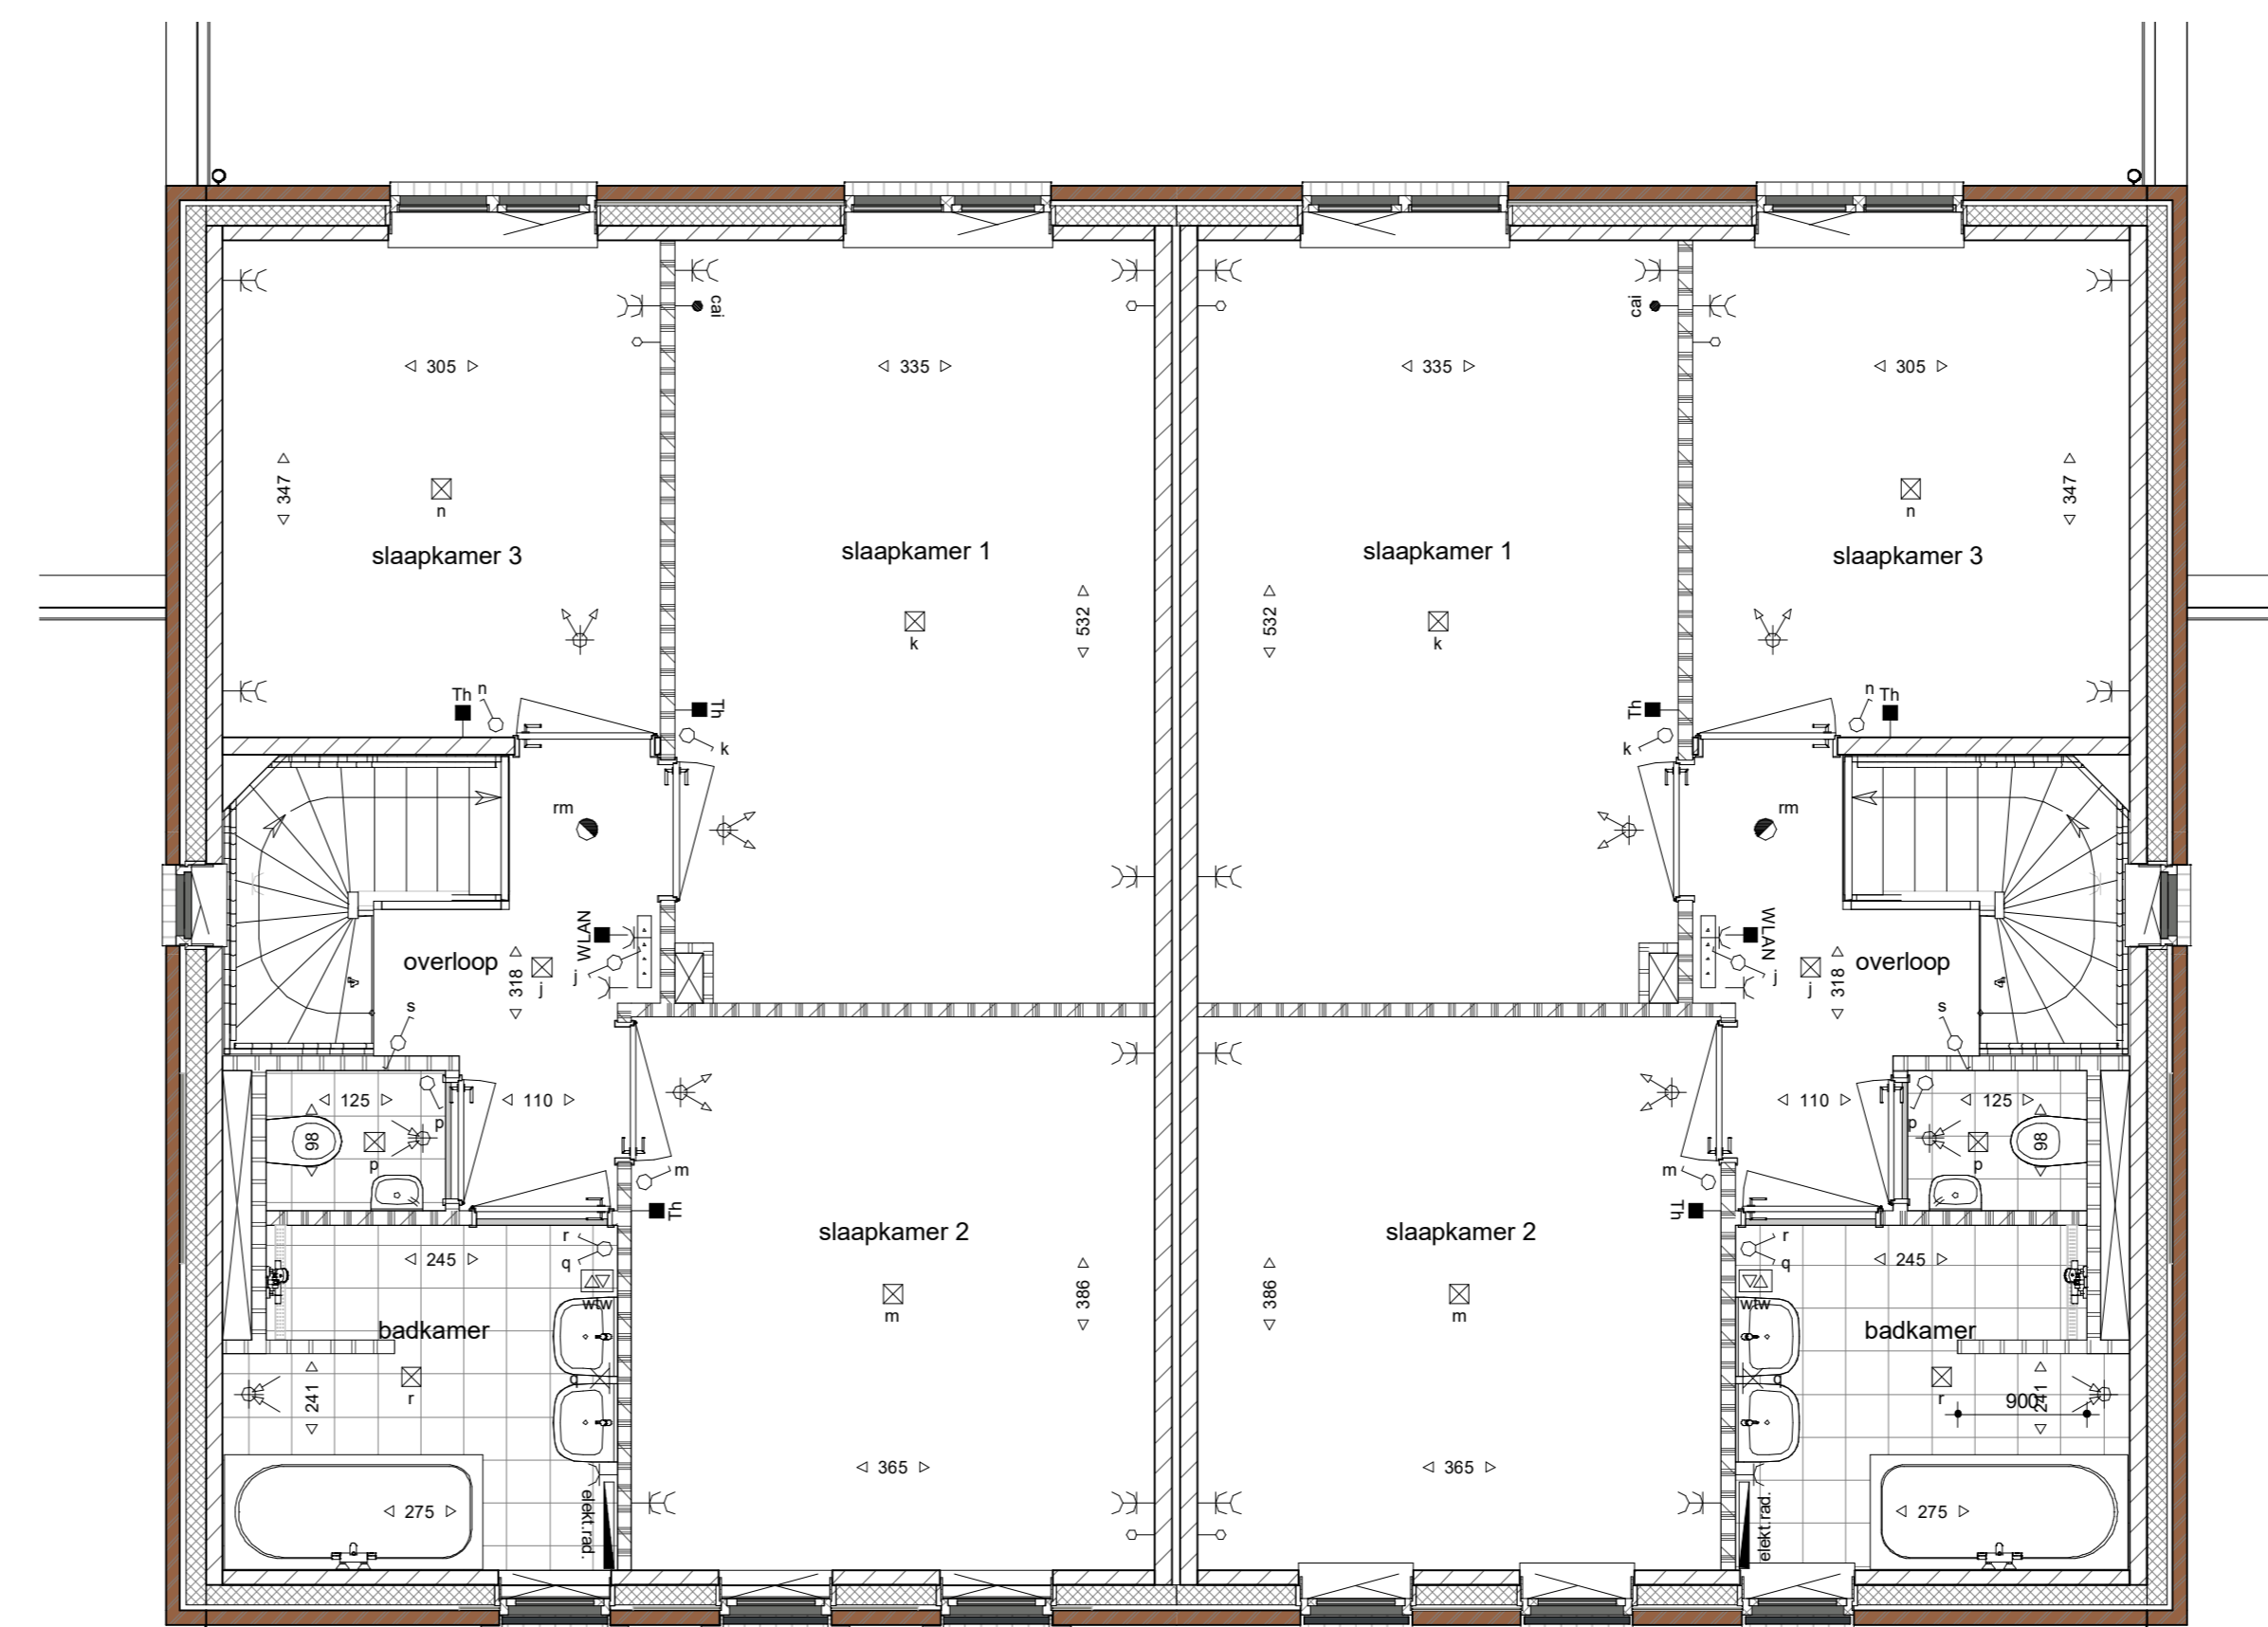 cai
cai
305
335
335
305
347
347
n
n
slaapkamer 3
slaapkamer 1
slaapkamer 1
slaapkamer 3
532
532
k
k
Th
n
Th
Th
n
Th
k
k
rm
rm
WLAN
WLAN
overloop
318
j
j
j
j
318
overloop
4
4
s
s
125
110
110
125
98
p
p
p
p
98
m
m
Th
Th
slaapkamer 2
slaapkamer 2
r
r
245
q
q
245
386
386
wtw
wtw
m
m
badkamer
badkamer
q
q
241
r
r
900
241
365
365
275
elekt.rad.
elekt.rad.
275